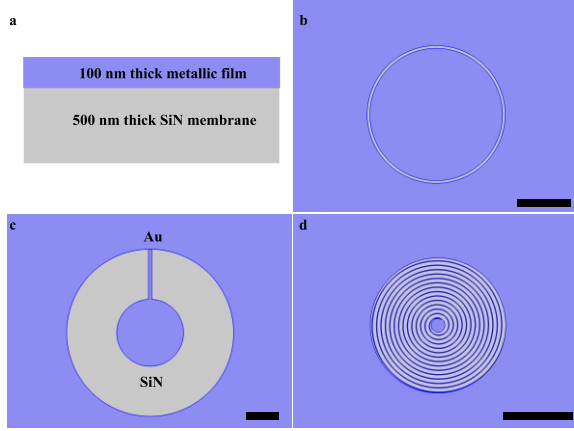 a
100 nm thick metallic film
500 nm thick SiN membrane
b
c
Au
SiN
d